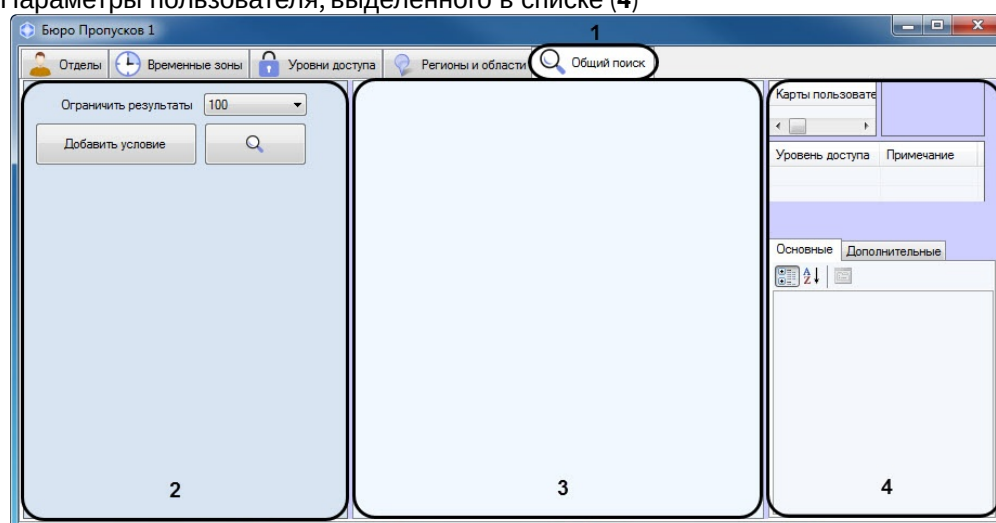 Параметры пользователя, выделенного в списке (4)
Бюро Пропусков 1
1
Отделы Временные зоны Уровни доступа Регионы и области Общий поиск
Ограничить результаты 100
Добавить условие
Карты пользовате
Уровень доступа Примечание
Основные Дополнительные
2
3
4